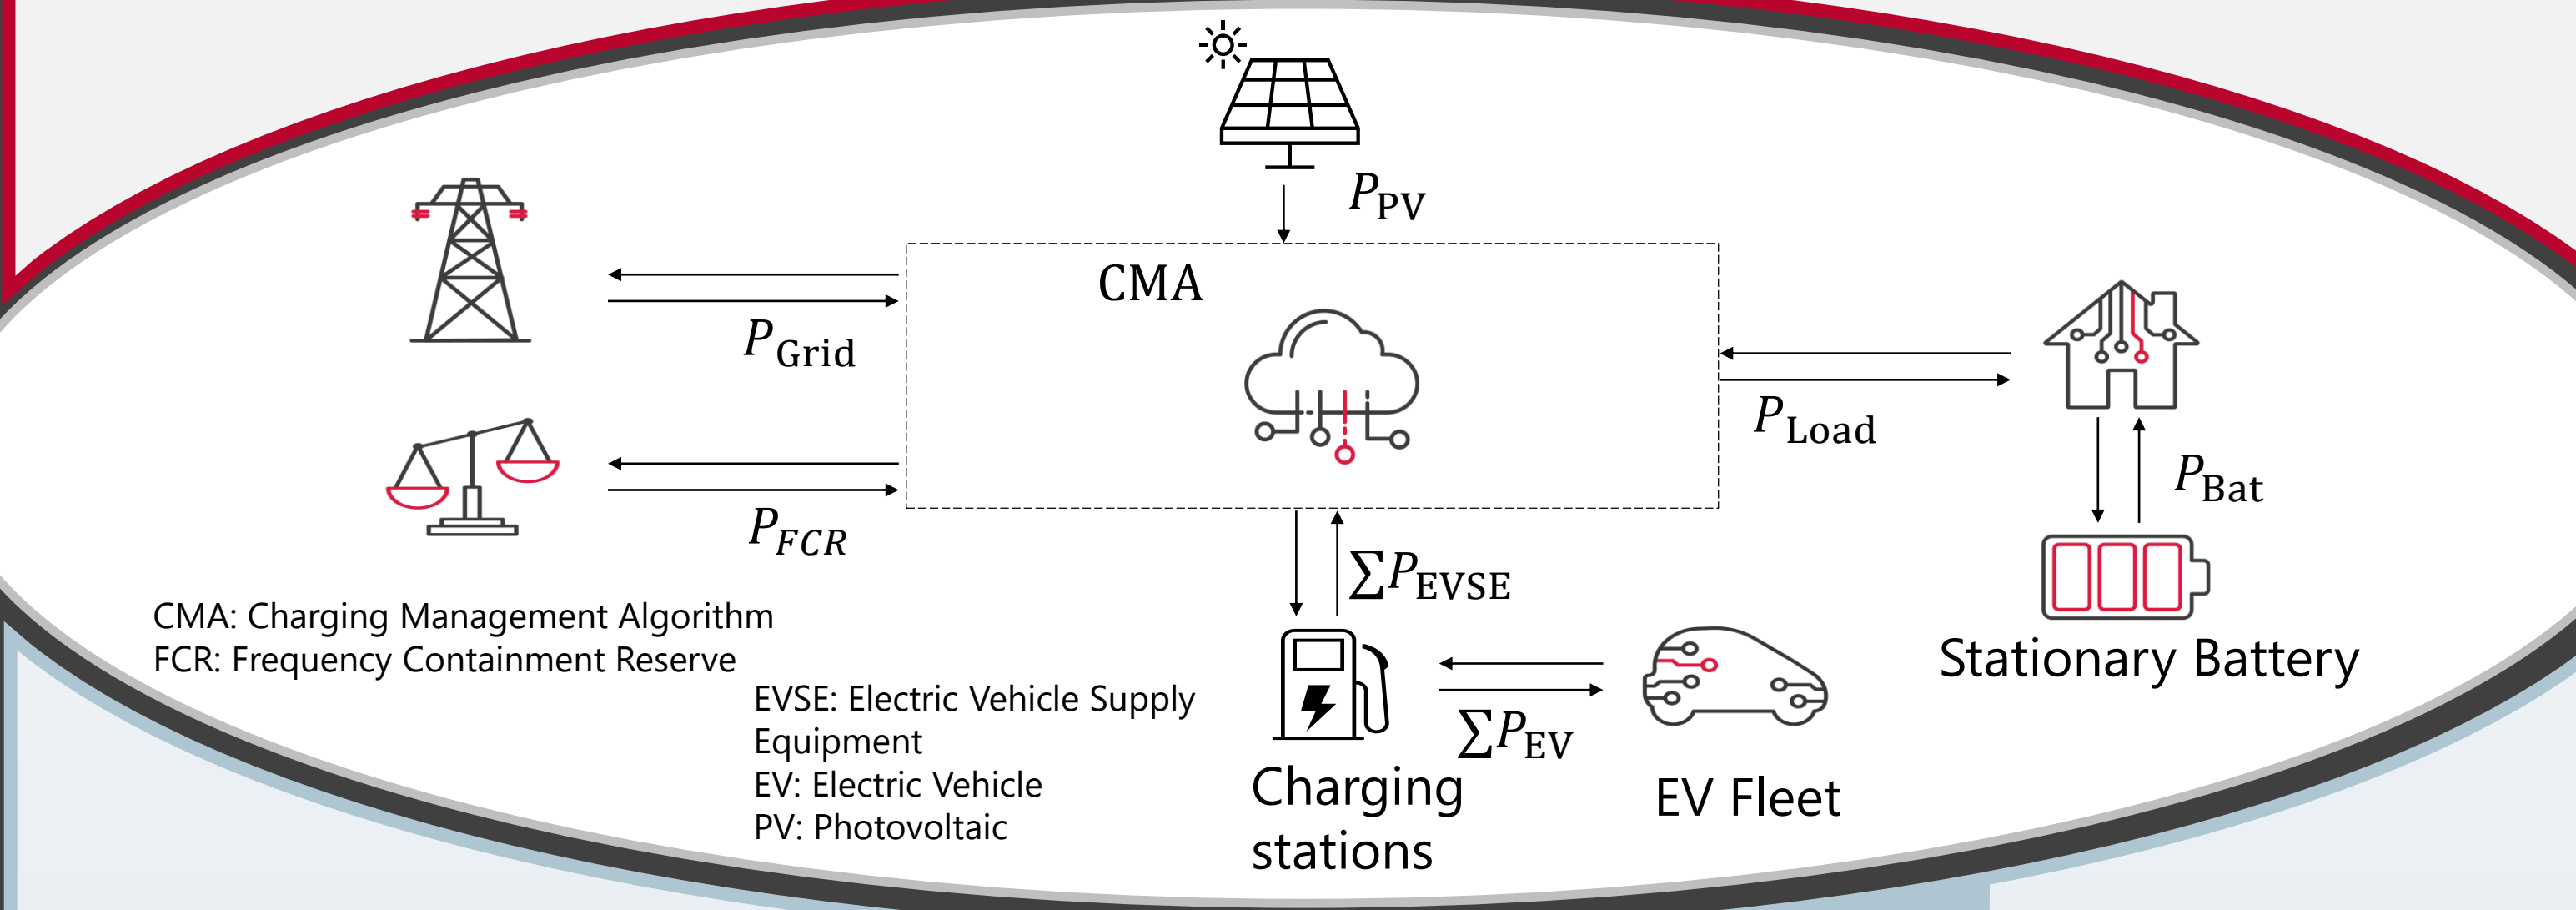 P_PV
CMA
P_Grid
P_Load
P_Bat
P_FCR
∑P_EVSE
CMA: Charging Management Algorithm
FCR: Frequency Containment Reserve
Stationary Battery
EVSE: Electric Vehicle Supply
Equipment
EV: Electric Vehicle
PV: Photovoltaic
∑P_EV
Charging
stations
EV Fleet